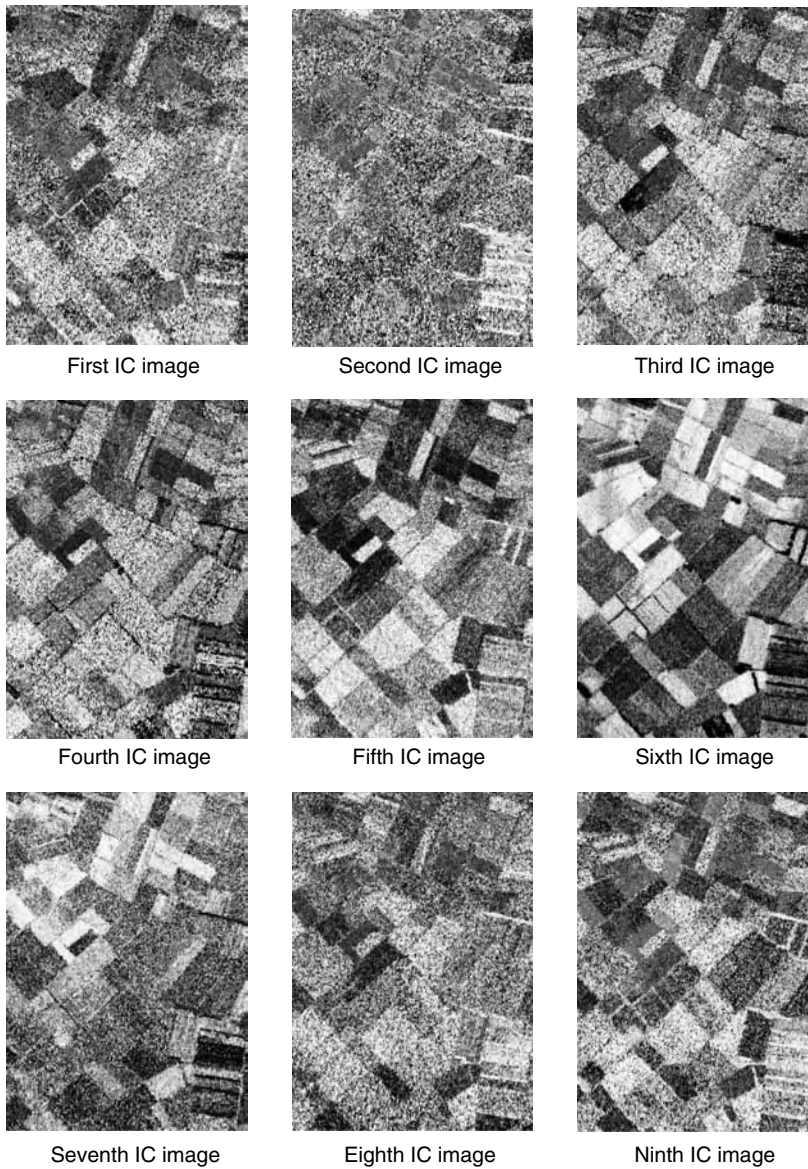 First IC image
Second IC image
Third IC image
Fourth IC image
Fifth IC image
Sixth IC image
Seventh IC image
Eighth IC image
Ninth IC image